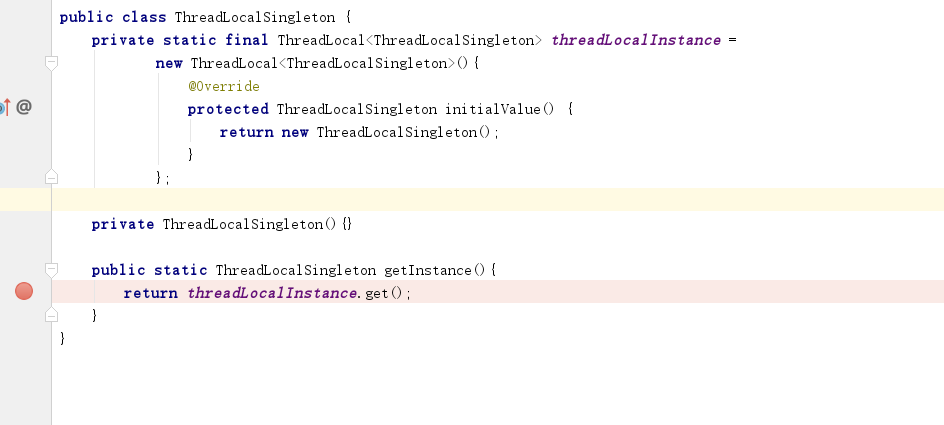 public class ThreadLocalSingleton {
private static final ThreadLocal<ThreadLocalSingleton> threadLocalInstance =
new ThreadLocal<ThreadLocalSingleton>(){
@Override
@ protected ThreadLocalSingleton initialValue() {
return new ThreadLocalSingleton();
}
};
private ThreadLocalSingleton(){}
public static ThreadLocalSingleton getInstance(){
return threadLocalInstance.get();
}
}